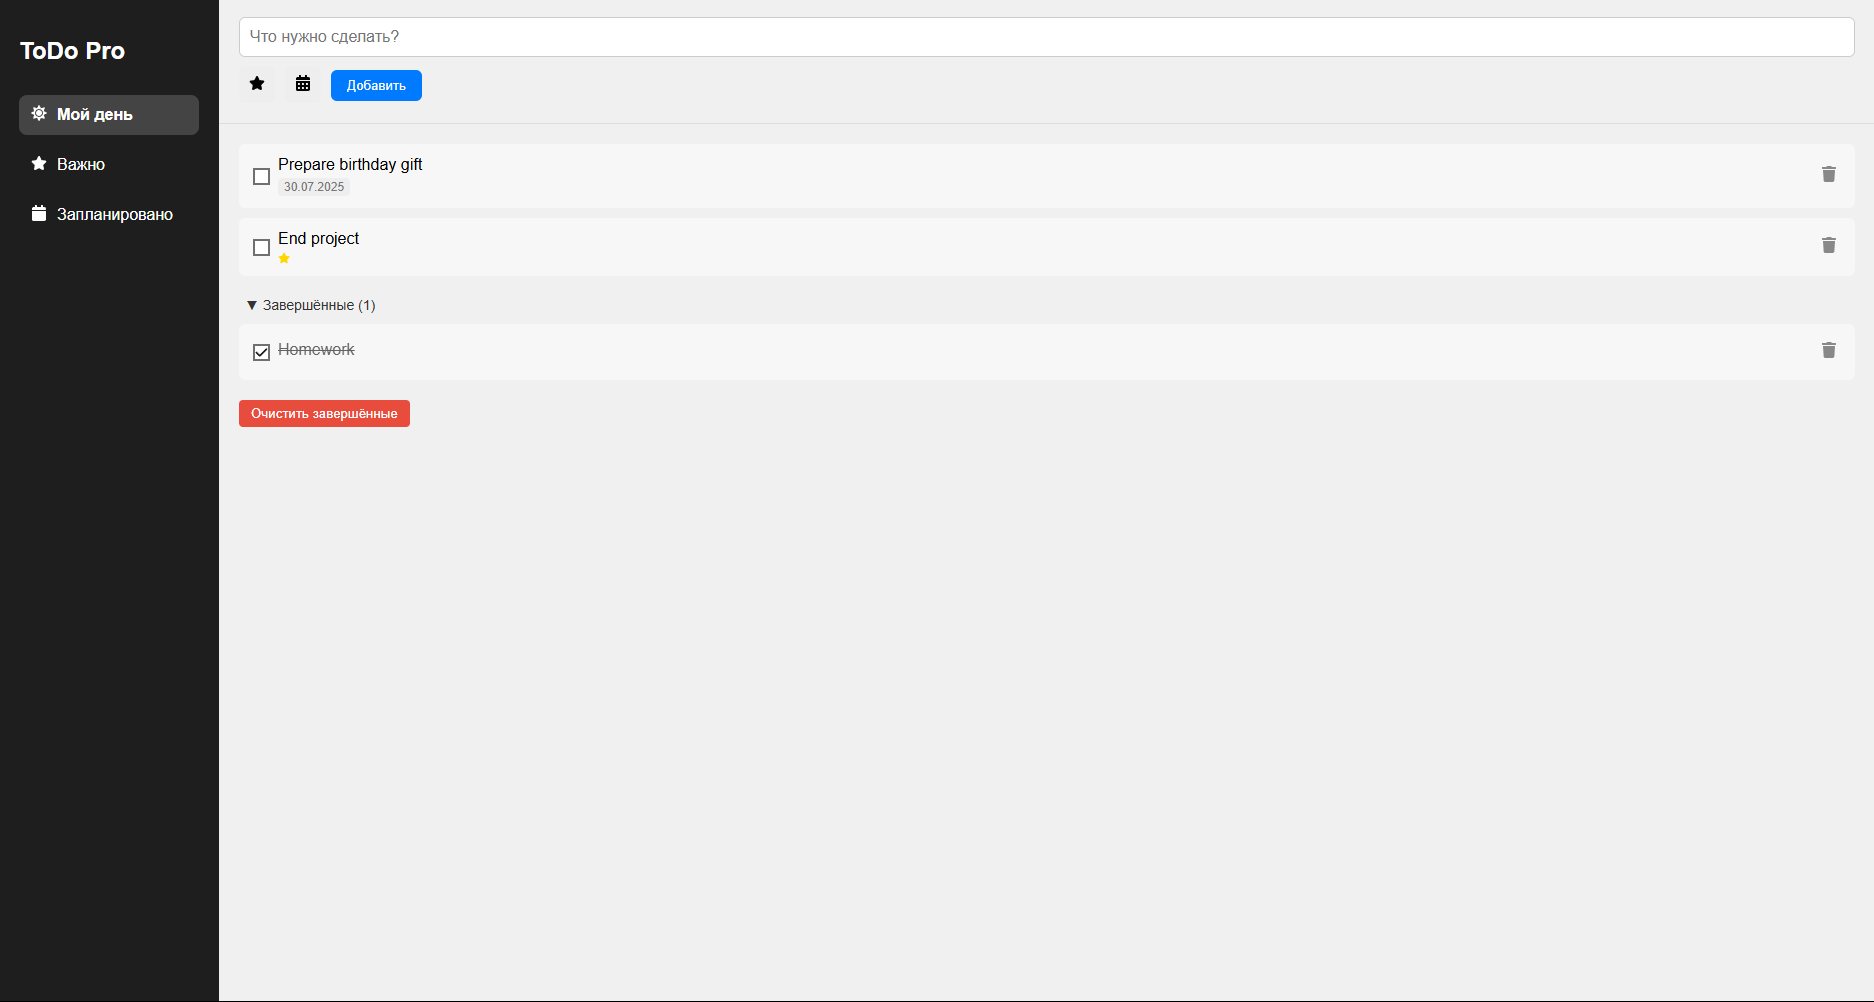 ToDo Pro
Мой день
Важно
Запланировано
Что нужно сделать?
Добавить
Prepare birthday gift
30.07.2025
End project
▼ Завершённые (1)
Homework
Очистить завершённые